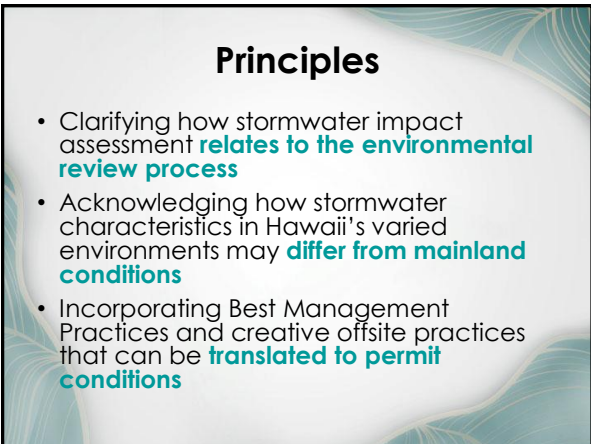 Principles
• Clarifying how stormwater impact
assessment relates to the environmental
review process
• Acknowledging how stormwater
characteristics in Hawaii's varied
environments may differ from mainland
conditions
• Incorporating Best Management
Practices and creative offsite practices
that can be translated to permit
conditions